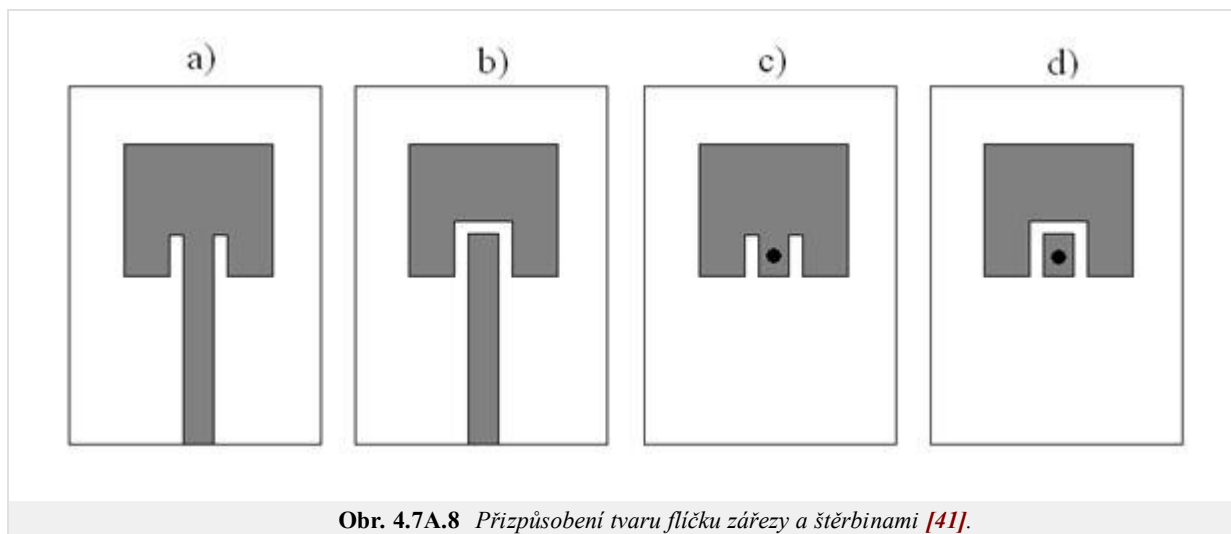 a) b) c) d)
Obr. 4.7A.8 Přizpůsobení tvaru flíčku zářezy a štěrbinami [41].